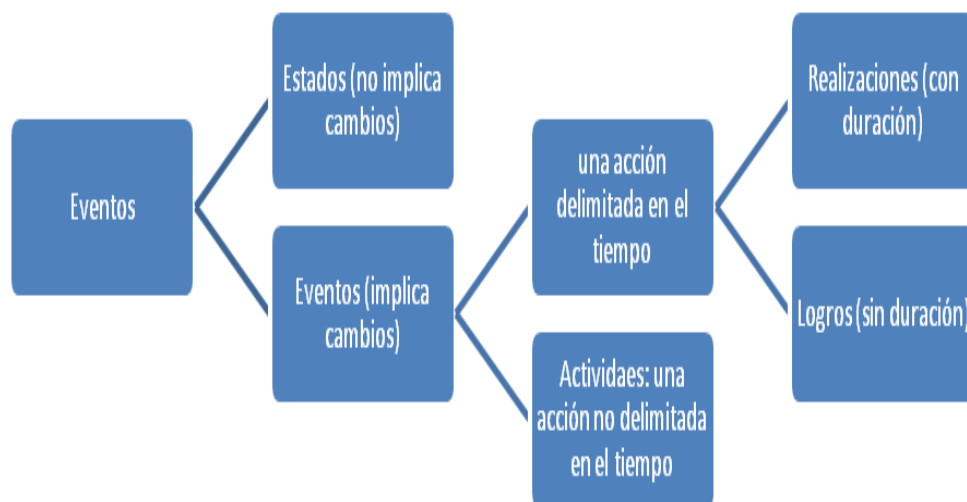 Eventos
Estados (no implica
cambios)
Eventos (implica
cambios)
una acción
delimitada en el
tiempo
Actividaes: una
acción no delimitada
en el tiempo
Realizaciones (con
duración)
Logros (sin duración)